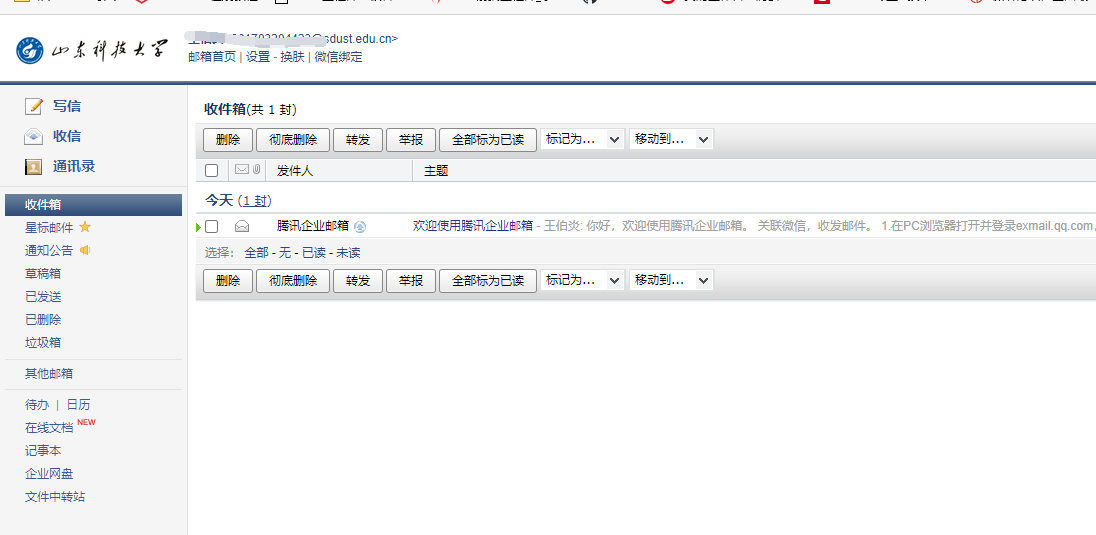 山东科技大学
sdust.edu.cn>
邮箱首页 | 设置 - 换肤 | 微信绑定
写信
收信
通讯录
收件箱
星标邮件
通知公告
草稿箱
已发送
已删除
垃圾箱
其他邮箱
待办 | 日历
在线文档 NEW
记事本
企业网盘
文件中转站
收件箱(共 1 封)
删除 彻底删除 转发 举报 全部标为已读 标记为... 移动到...
发件人 主题
今天 (1 封)
腾讯企业邮箱 欢迎使用腾讯企业邮箱 - 王伯炎: 你好，欢迎使用腾讯企业邮箱。 关联微信，收发邮件。 1.在PC浏览器打开并登录exmail.qq.com,
选择： 全部 - 无 - 已读 - 未读
删除 彻底删除 转发 举报 全部标为已读 标记为... 移动到...